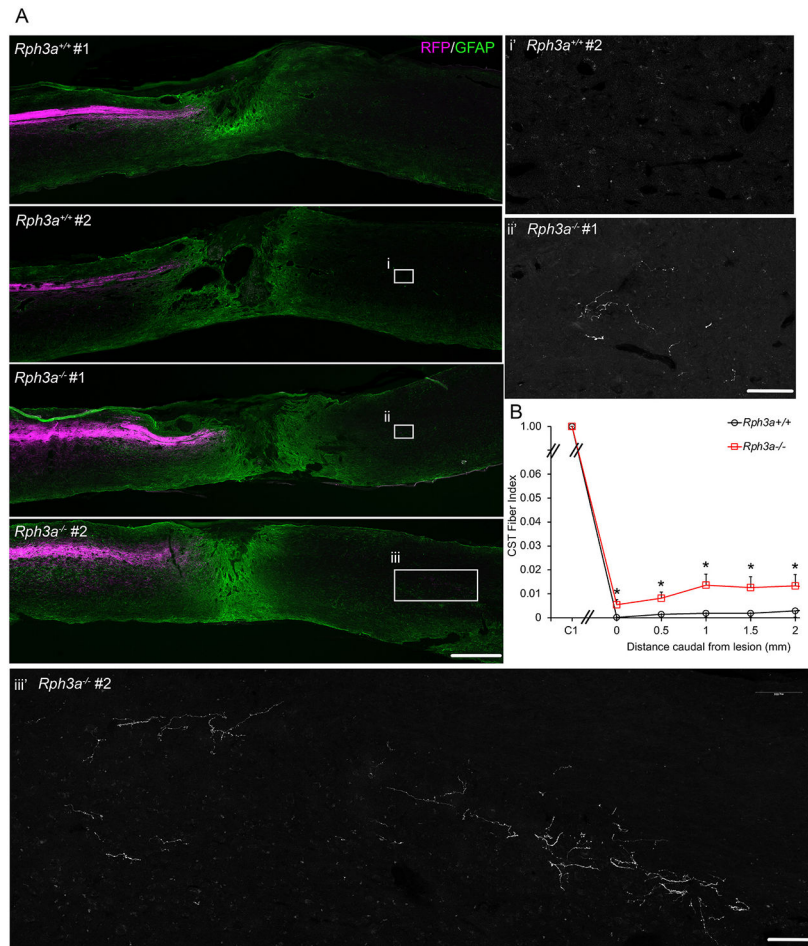 A
Rph3a+/+ #1
RFP/GFAP
Rph3a+/+ #2
i
Rph3a-/- #1
ii
Rph3a-/- #2
iii
i' Rph3a+/+ #2
ii' Rph3a-/- #1
B
Rph3a+/+
Rph3a-/-
CST Fiber Index
1.00
0.06
0.05
0.04
0.03
0.02
0.01
0
* * * * *
C1 0 0.5 1 1.5 2
Distance caudal from lesion (mm)
iii' Rph3a-/- #2